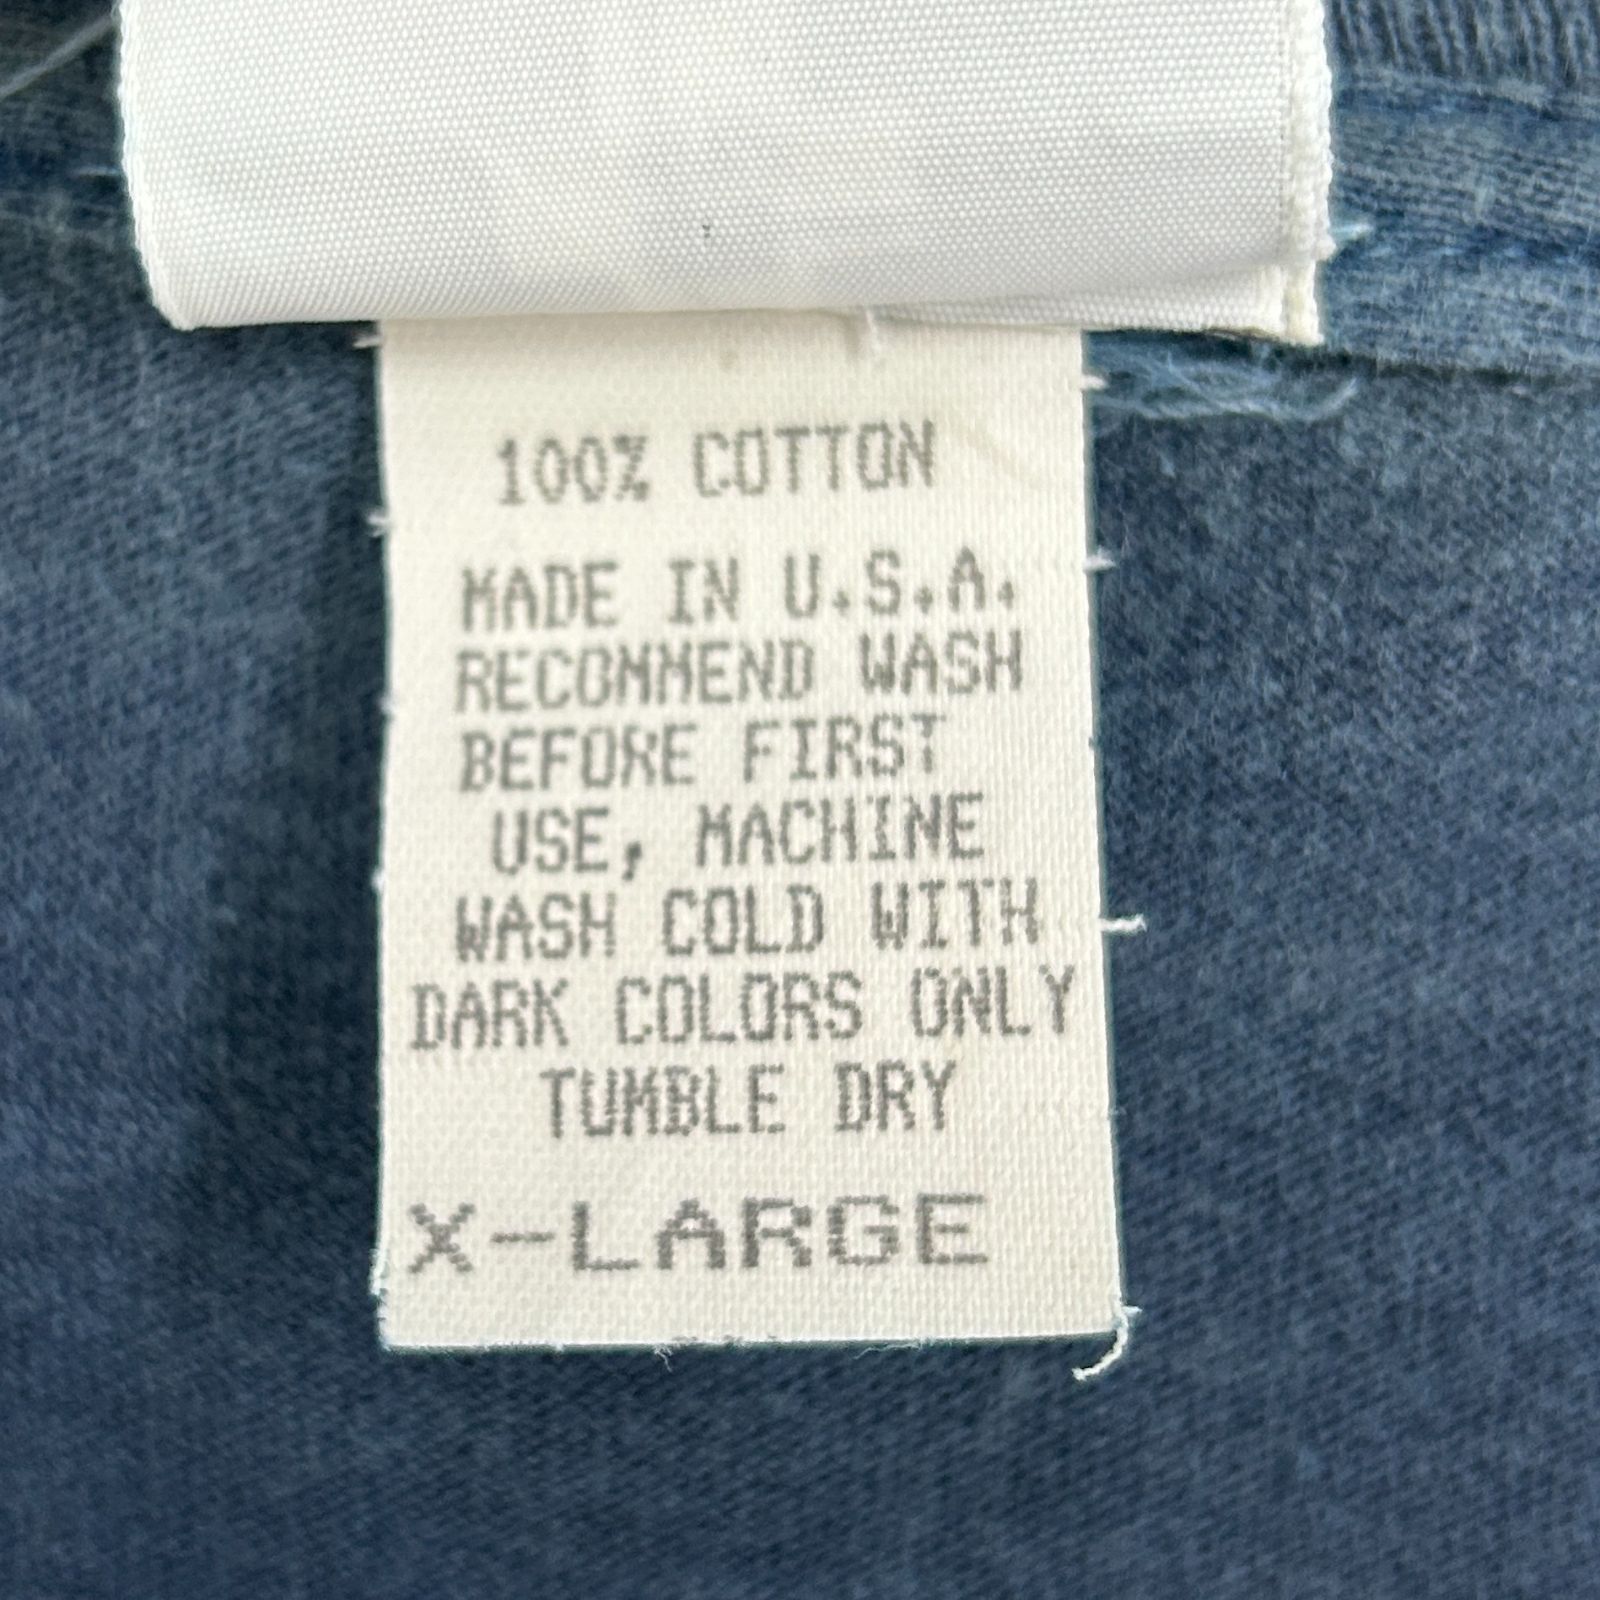 100% COTTON
MADE IN U.S.A.
RECOMMEND WASH
BEFORE FIRST
USE, MACHINE
WASH COLD WITH
DARK COLORS ONLY
TUMBLE DRY
X-LARGE